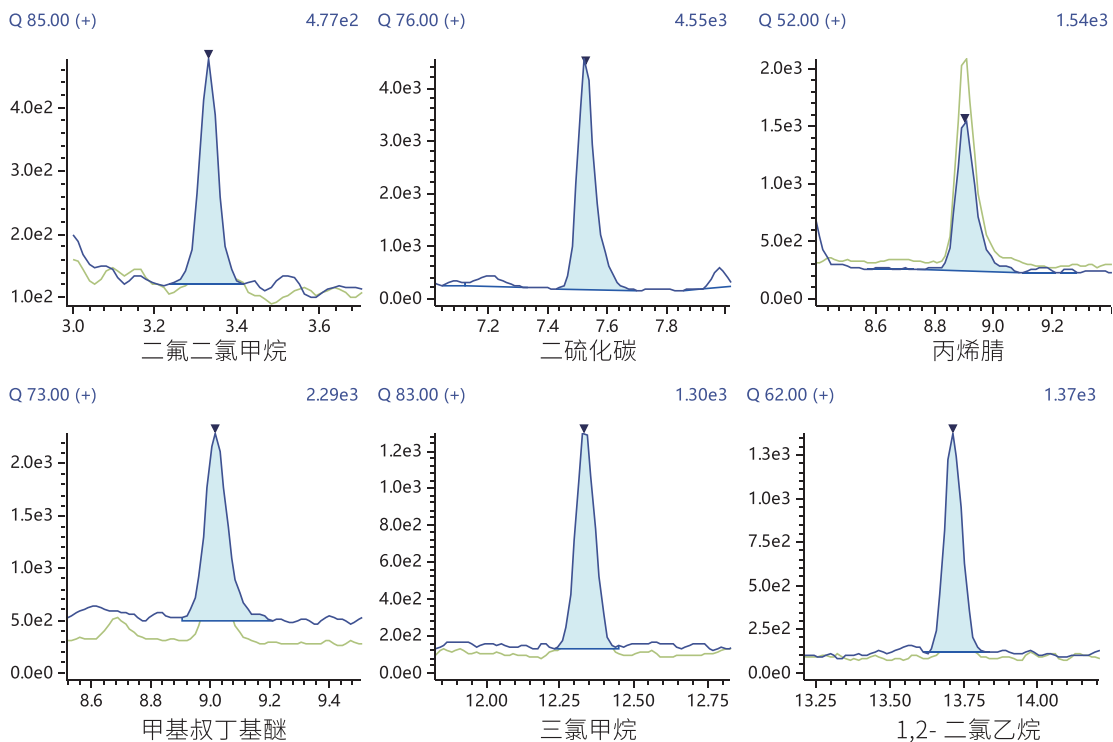 Q 85.00 (+) 4.77e2
4.0e2
3.0e2
2.0e2
1.0e2
3.0 3.2 3.4 3.6
二氟二氯甲烷
Q 76.00 (+) 4.55e3
4.0e3
3.0e3
2.0e3
1.0e3
0.0e0
7.2 7.4 7.6 7.8
二硫化碳
Q 52.00 (+) 1.54e3
2.0e3
1.5e3
1.0e3
5.0e2
0.0e0
8.6 8.8 9.0 9.2
丙烯腈
Q 73.00 (+) 2.29e3
2.0e3
1.5e3
1.0e3
5.0e2
0.0e0
8.6 8.8 9.0 9.2 9.4
甲基叔丁基醚
Q 83.00 (+) 1.30e3
1.2e3
1.0e3
8.0e2
6.0e2
4.0e2
2.0e2
0.0e0
12.00 12.25 12.50 12.75
三氯甲烷
Q 62.00 (+) 1.37e3
1.3e3
1.0e3
7.5e2
5.0e2
2.5e2
0.0e0
13.25 13.50 13.75 14.00
1,2- 二氯乙烷